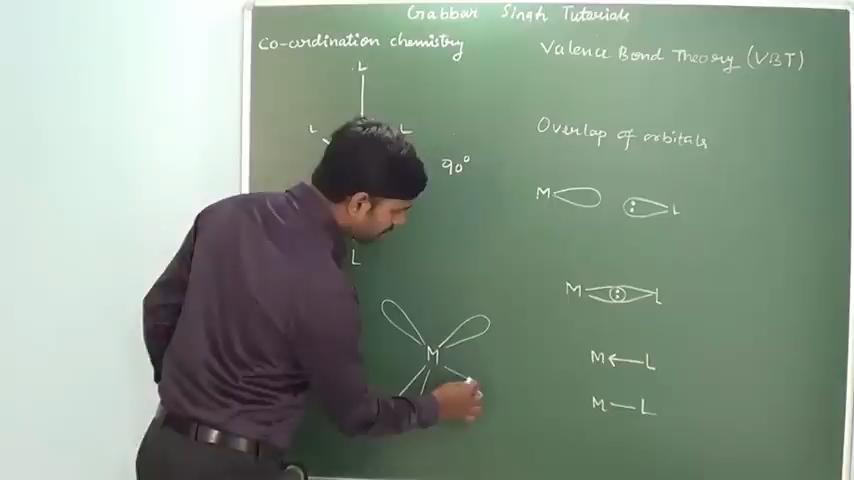 Gabbar Singh Tutorials
Co-ordination chemistry
Valence Bond Theory (VBT)
L
L
L
90°
L
M
Overlap of orbitals
M L
M L
M L
M L